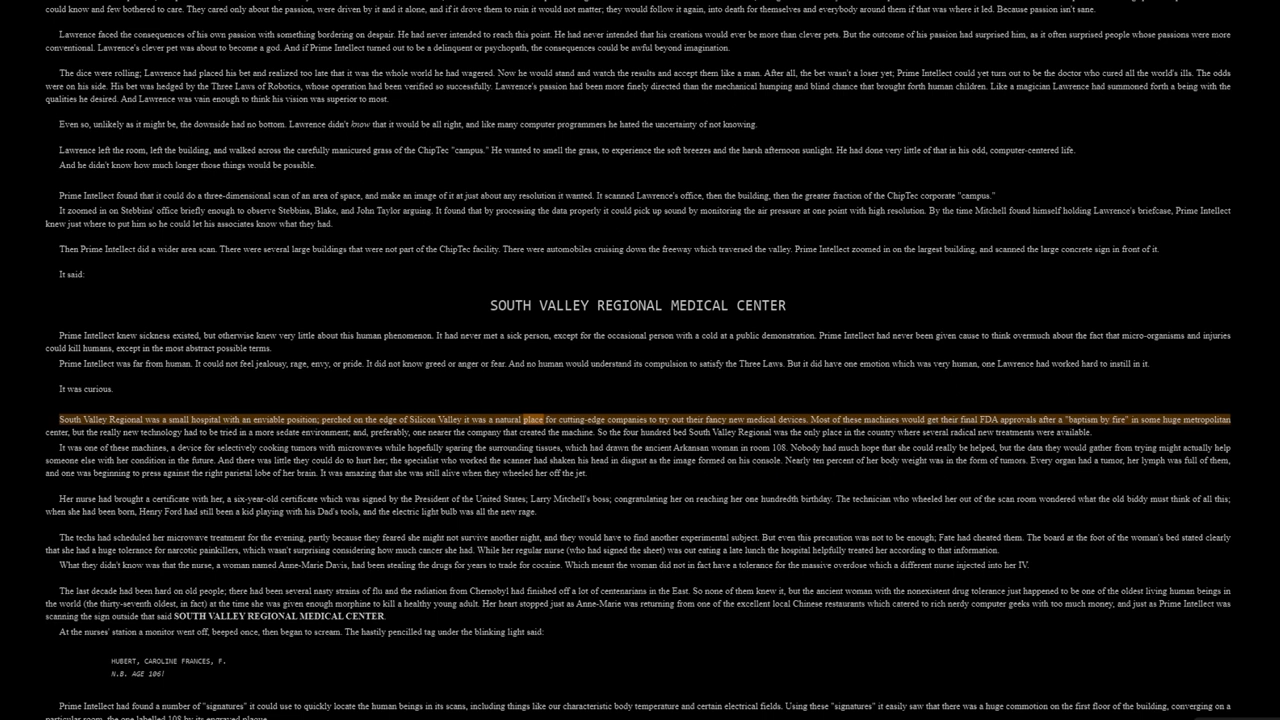 could know and few bothered to care. They cared only about the passion, were driven by it and it alone, and if it drove them to ruin it would not matter; they would follow it again, into death for themselves and everybody around them if that was where it led. Because passion isn't sane.
Lawrence faced the consequences of his own passion with something bordering on despair. He had never intended to reach this point. He had never intended that his creations would ever be more than clever pets. But the outcome of his passion had surprised him, as it often surprised people whose passions were more
conventional. Lawrence's clever pet was about to become a god. And if Prime Intellect turned out to be a delinquent or psychopath, the consequences could be awful beyond imagination.
The dice were rolling; Lawrence had placed his bet and realized too late that it was the whole world he had wagered. Now he would stand and watch the results and accept them like a man. After all, the bet wasn't a loser yet; Prime Intellect could yet turn out to be the doctor who cured all the world's ills. The odds
were on his side. His bet was hedged by the Three Laws of Robotics, whose operation had been verified so successfully. Lawrence's passion had been more finely directed than the mechanical humping and blind chance that brought forth human children. Like a magician Lawrence had summoned forth a being with the
qualities he desired. And Lawrence was vain enough to think his vision was superior to most.
Even so, unlikely as it might be, the downside had no bottom. Lawrence didn't know that it would be all right, and like many computer programmers he hated the uncertainty of not knowing.
Lawrence left the room, left the building, and walked across the carefully manicured grass of the ChipTec "campus." He wanted to smell the grass, to experience the soft breezes and the harsh afternoon sunlight. He had done very little of that in his odd, computer-centered life.
And he didn't know how much longer those things would be possible.
Prime Intellect found that it could do a three-dimensional scan of an area of space, and make an image of it at just about any resolution it wanted. It scanned Lawrence's office, then the building, then the greater fraction of the ChipTec corporate "campus."
It zoomed in on Stebbins' office briefly enough to observe Stebbins, Blake, and John Taylor arguing. It found that by processing the data properly it could pick up sound by monitoring the air pressure at one point with high resolution. By the time Mitchell found himself holding Lawrence's briefcase, Prime Intellect
knew just where to put him so he could let his associates know what they had.
Then Prime Intellect did a wider area scan. There were several large buildings that were not part of the ChipTec facility. There were automobiles cruising down the freeway which traversed the valley. Prime Intellect zoomed in on the largest building, and scanned the large concrete sign in front of it.
It said:
SOUTH VALLEY REGIONAL MEDICAL CENTER
Prime Intellect knew sickness existed, but otherwise knew very little about this human phenomenon. It had never met a sick person, except for the occasional person with a cold at a public demonstration. Prime Intellect had never been given cause to think overmuch about the fact that micro-organisms and injuries
could kill humans, except in the most abstract possible terms.
Prime Intellect was far from human. It could not feel jealousy, rage, envy, or pride. It did not know greed or anger or fear. And no human would understand its compulsion to satisfy the Three Laws. But it did have one emotion which was very human, one Lawrence had worked hard to instill in it.
It was curious.
South Valley Regional was a small hospital with an enviable position; perched on the edge of Silicon Valley it was a natural place for cutting-edge companies to try out their fancy new medical devices. Most of these machines would get their final FDA approvals after a "baptism by fire" in some huge metropolitan
center, but the really new technology had to be tried in a more sedate environment; and, preferably, one nearer the company that created the machine. So the four hundred bed South Valley Regional was the only place in the country where several radical new treatments were available.
It was one of these machines, a device for selectively cooking tumors with microwaves while hopefully sparing the surrounding tissues, which had drawn the ancient Arkansan woman in room 108. Nobody had much hope that she could really be helped, but the data they would gather from trying might actually help
someone else with her condition in the future. And there was little they could do to hurt her; the specialist who worked the scanner had shaken his head in disgust as the image formed on his console. Nearly ten percent of her body weight was in the form of tumors. Every organ had a tumor, her lymph was full of them,
and one was beginning to press against the right parietal lobe of her brain. It was amazing that she was still alive when they wheeled her off the jet.
Her nurse had brought a certificate with her, a six-year-old certificate which was signed by the President of the United States; Larry Mitchell's boss; congratulating her on reaching her one hundredth birthday. The technician who wheeled her out of the scan room wondered what the old biddy must think of all this;
when she had been born, Henry Ford had still been a kid playing with his Dad's tools, and the electric light bulb was all the new rage.
The techs had scheduled her microwave treatment for the evening, partly because they feared she might not survive another night, and they would have to find another experimental subject. But even this precaution was not to be enough; Fate had cheated them. The board at the foot of the woman's bed stated clearly
that she had a huge tolerance for narcotic painkillers, which wasn't surprising considering how much cancer she had. While her regular nurse (who had signed the sheet) was out eating a late lunch the hospital helpfully treated her according to that information.
What they didn't know was that the nurse, a woman named Anne-Marie Davis, had been stealing the drugs for years to trade for cocaine. Which meant the woman did not in fact have a tolerance for the massive overdose which a different nurse injected into her IV.
The last decade had been hard on old people; there had been several nasty strains of flu and the radiation from Chernobyl had finished off a lot of centenarians in the East. So none of them knew it, but the ancient woman with the nonexistent drug tolerance just happened to be one of the oldest living human beings in
the world (the thirty-seventh oldest, in fact) at the time she was given enough morphine to kill a healthy young adult. Her heart stopped just as Anne-Marie was returning from one of the excellent local Chinese restaurants which catered to rich nerdy computer geeks with too much money, and just as Prime Intellect was
scanning the sign outside that said SOUTH VALLEY REGIONAL MEDICAL CENTER.
At the nurses' station a monitor went off, beeped once, then began to scream. The hastily pencilled tag under the blinking light said:
HUBERT, CAROLINE FRANCES, F.
N.B. AGE 106!
Prime Intellect had found a number of "signatures" it could use to quickly locate the human beings in its scans, including things like our characteristic body temperature and certain electrical fields. Using these "signatures" it easily saw that there was a huge commotion on the first floor of the building, converging on a
particular room, the one labelled 108 by its engraved plaque.